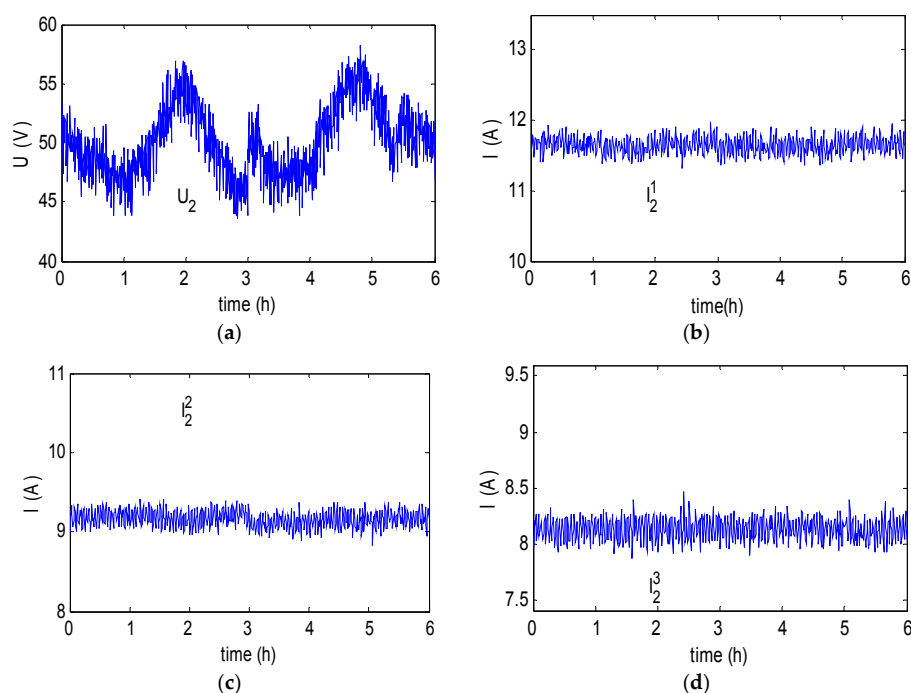 60
55
50
45
40
U (V)
U₂
0 1 2 3 4 5 6
time (h)
(a)
13
12
11
10
I (A)
I₂¹
0 1 2 3 4 5 6
time(h)
(b)
11
10
9
8
I (A)
I₂²
0 1 2 3 4 5 6
time (h)
(c)
9.5
9
8.5
8
7.5
I (A)
I₂³
0 1 2 3 4 5 6
time (h)
(d)